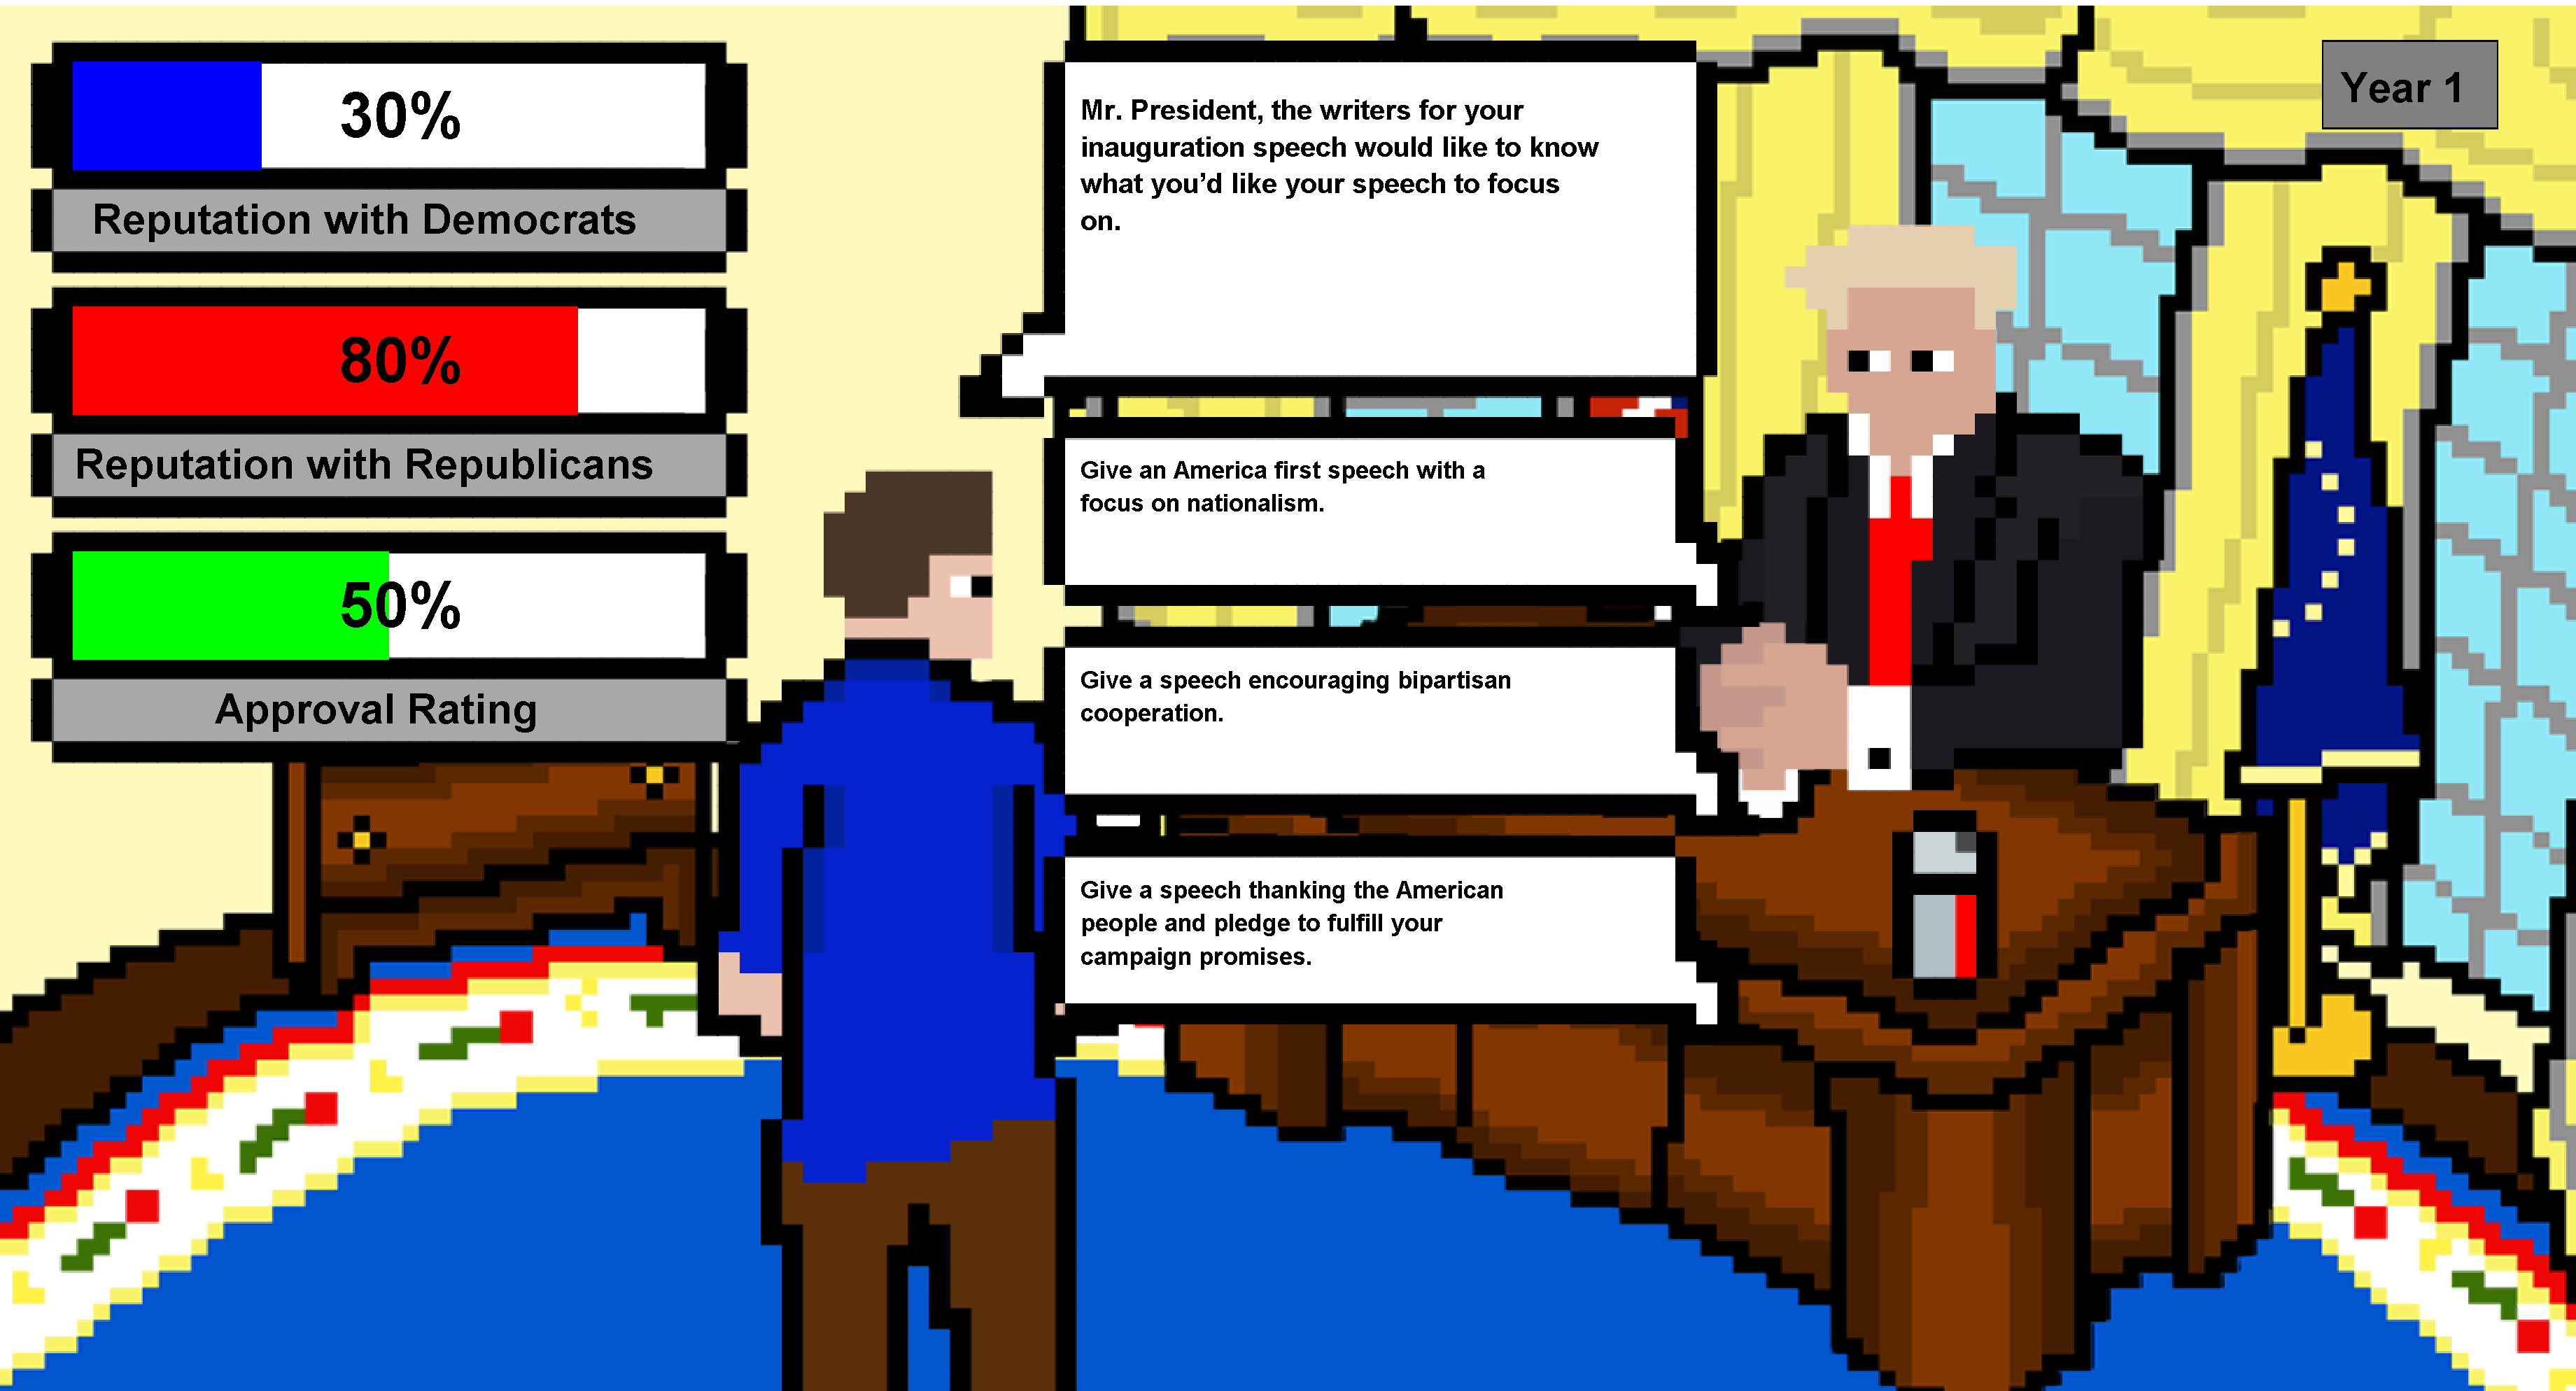 30%
Reputation with Democrats
80%
Reputation with Republicans
50%
Approval Rating
Mr. President, the writers for your
inauguration speech would like to know
what you’d like your speech to focus
on.
Give an America first speech with a
focus on nationalism.
Give a speech encouraging bipartisan
cooperation.
Give a speech thanking the American
people and pledge to fulfill your
campaign promises.
Year 1